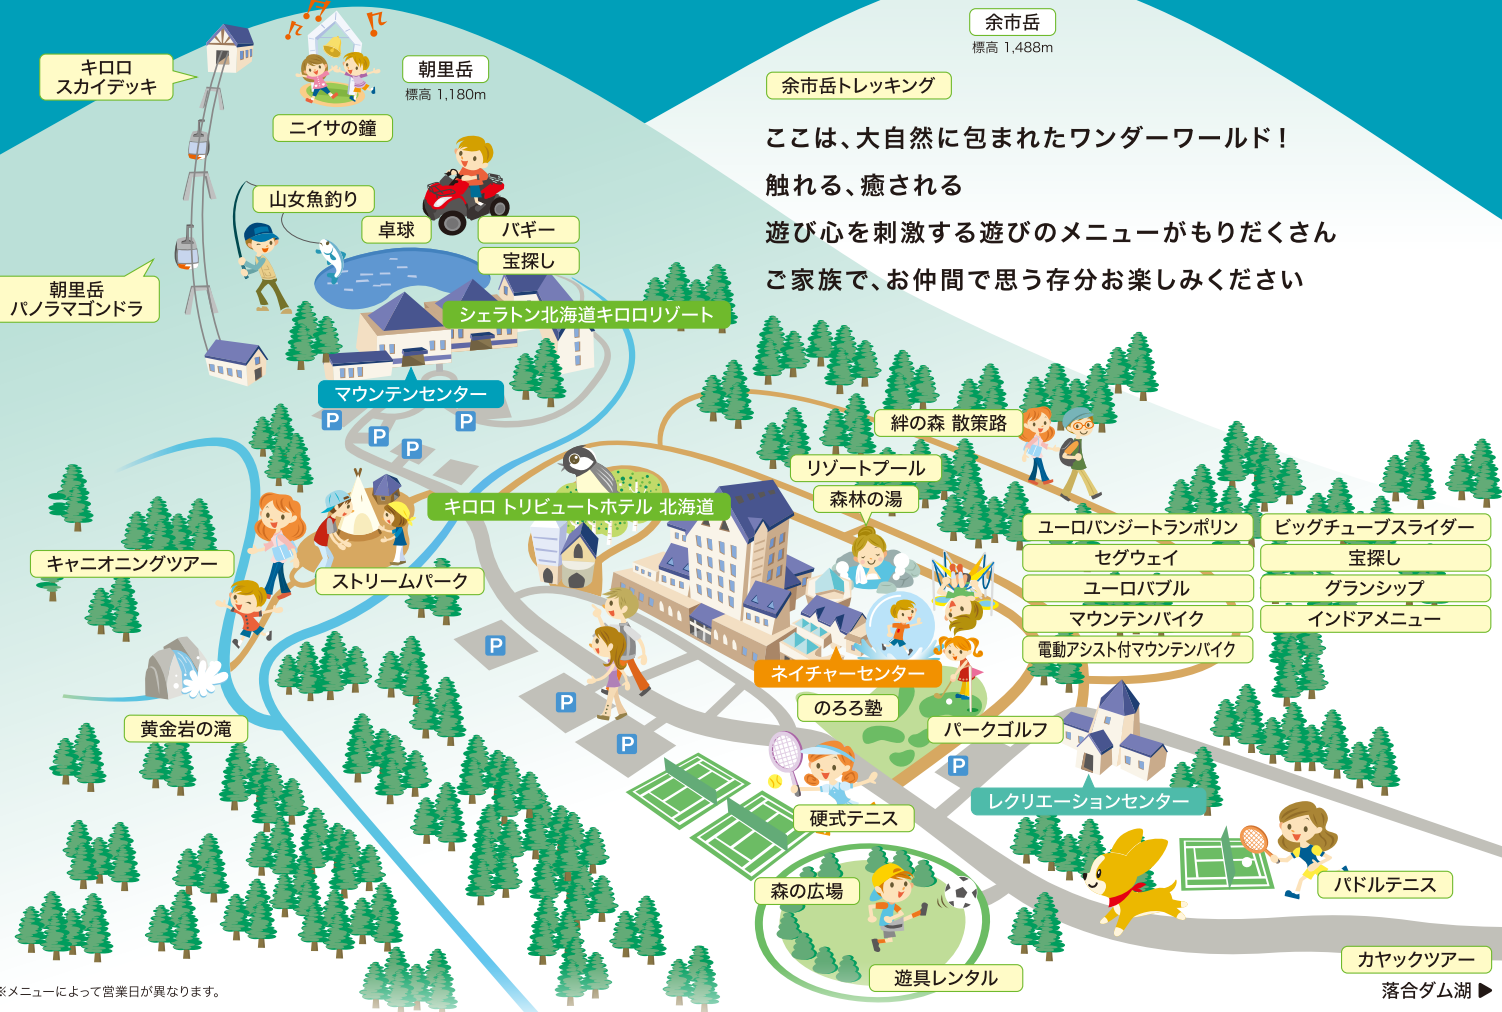 余市岳
標高 1,488m
キロロ
スカイデッキ
朝里岳
標高 1,180m
余市岳トレッキング
ニイサの鐘
ここは、大自然に包まれたワンダーワールド！
触れる、癒される
遊び心を刺激する遊びのメニューがもりだくさん
ご家族で、お仲間で思う存分お楽しみください
山女魚釣り
卓球
バギー
宝探し
朝里岳
パノラマゴンドラ
シェラトン北海道キロロリゾート
マウンテンセンター
P
P
P
P
絆の森 散策路
リゾートプール
森林の湯
キロロ トリビュートホテル 北海道
ユーロバンジートランポリン
ビッグチューブスライダー
セグウェイ
宝探し
ユーロバブル
グランシップ
マウンテンバイク
インドアメニュー
電動アシスト付マウンテンバイク
キャニオニングツアー
ストリームパーク
P
P
P
ネイチャーセンター
のろろ塾
パークゴルフ
黄金岩の滝
P
レクリエーションセンター
硬式テニス
森の広場
パドルテニス
遊具レンタル
カヤックツアー
落合ダム湖 ▶
※メニューによって営業日が異なります。